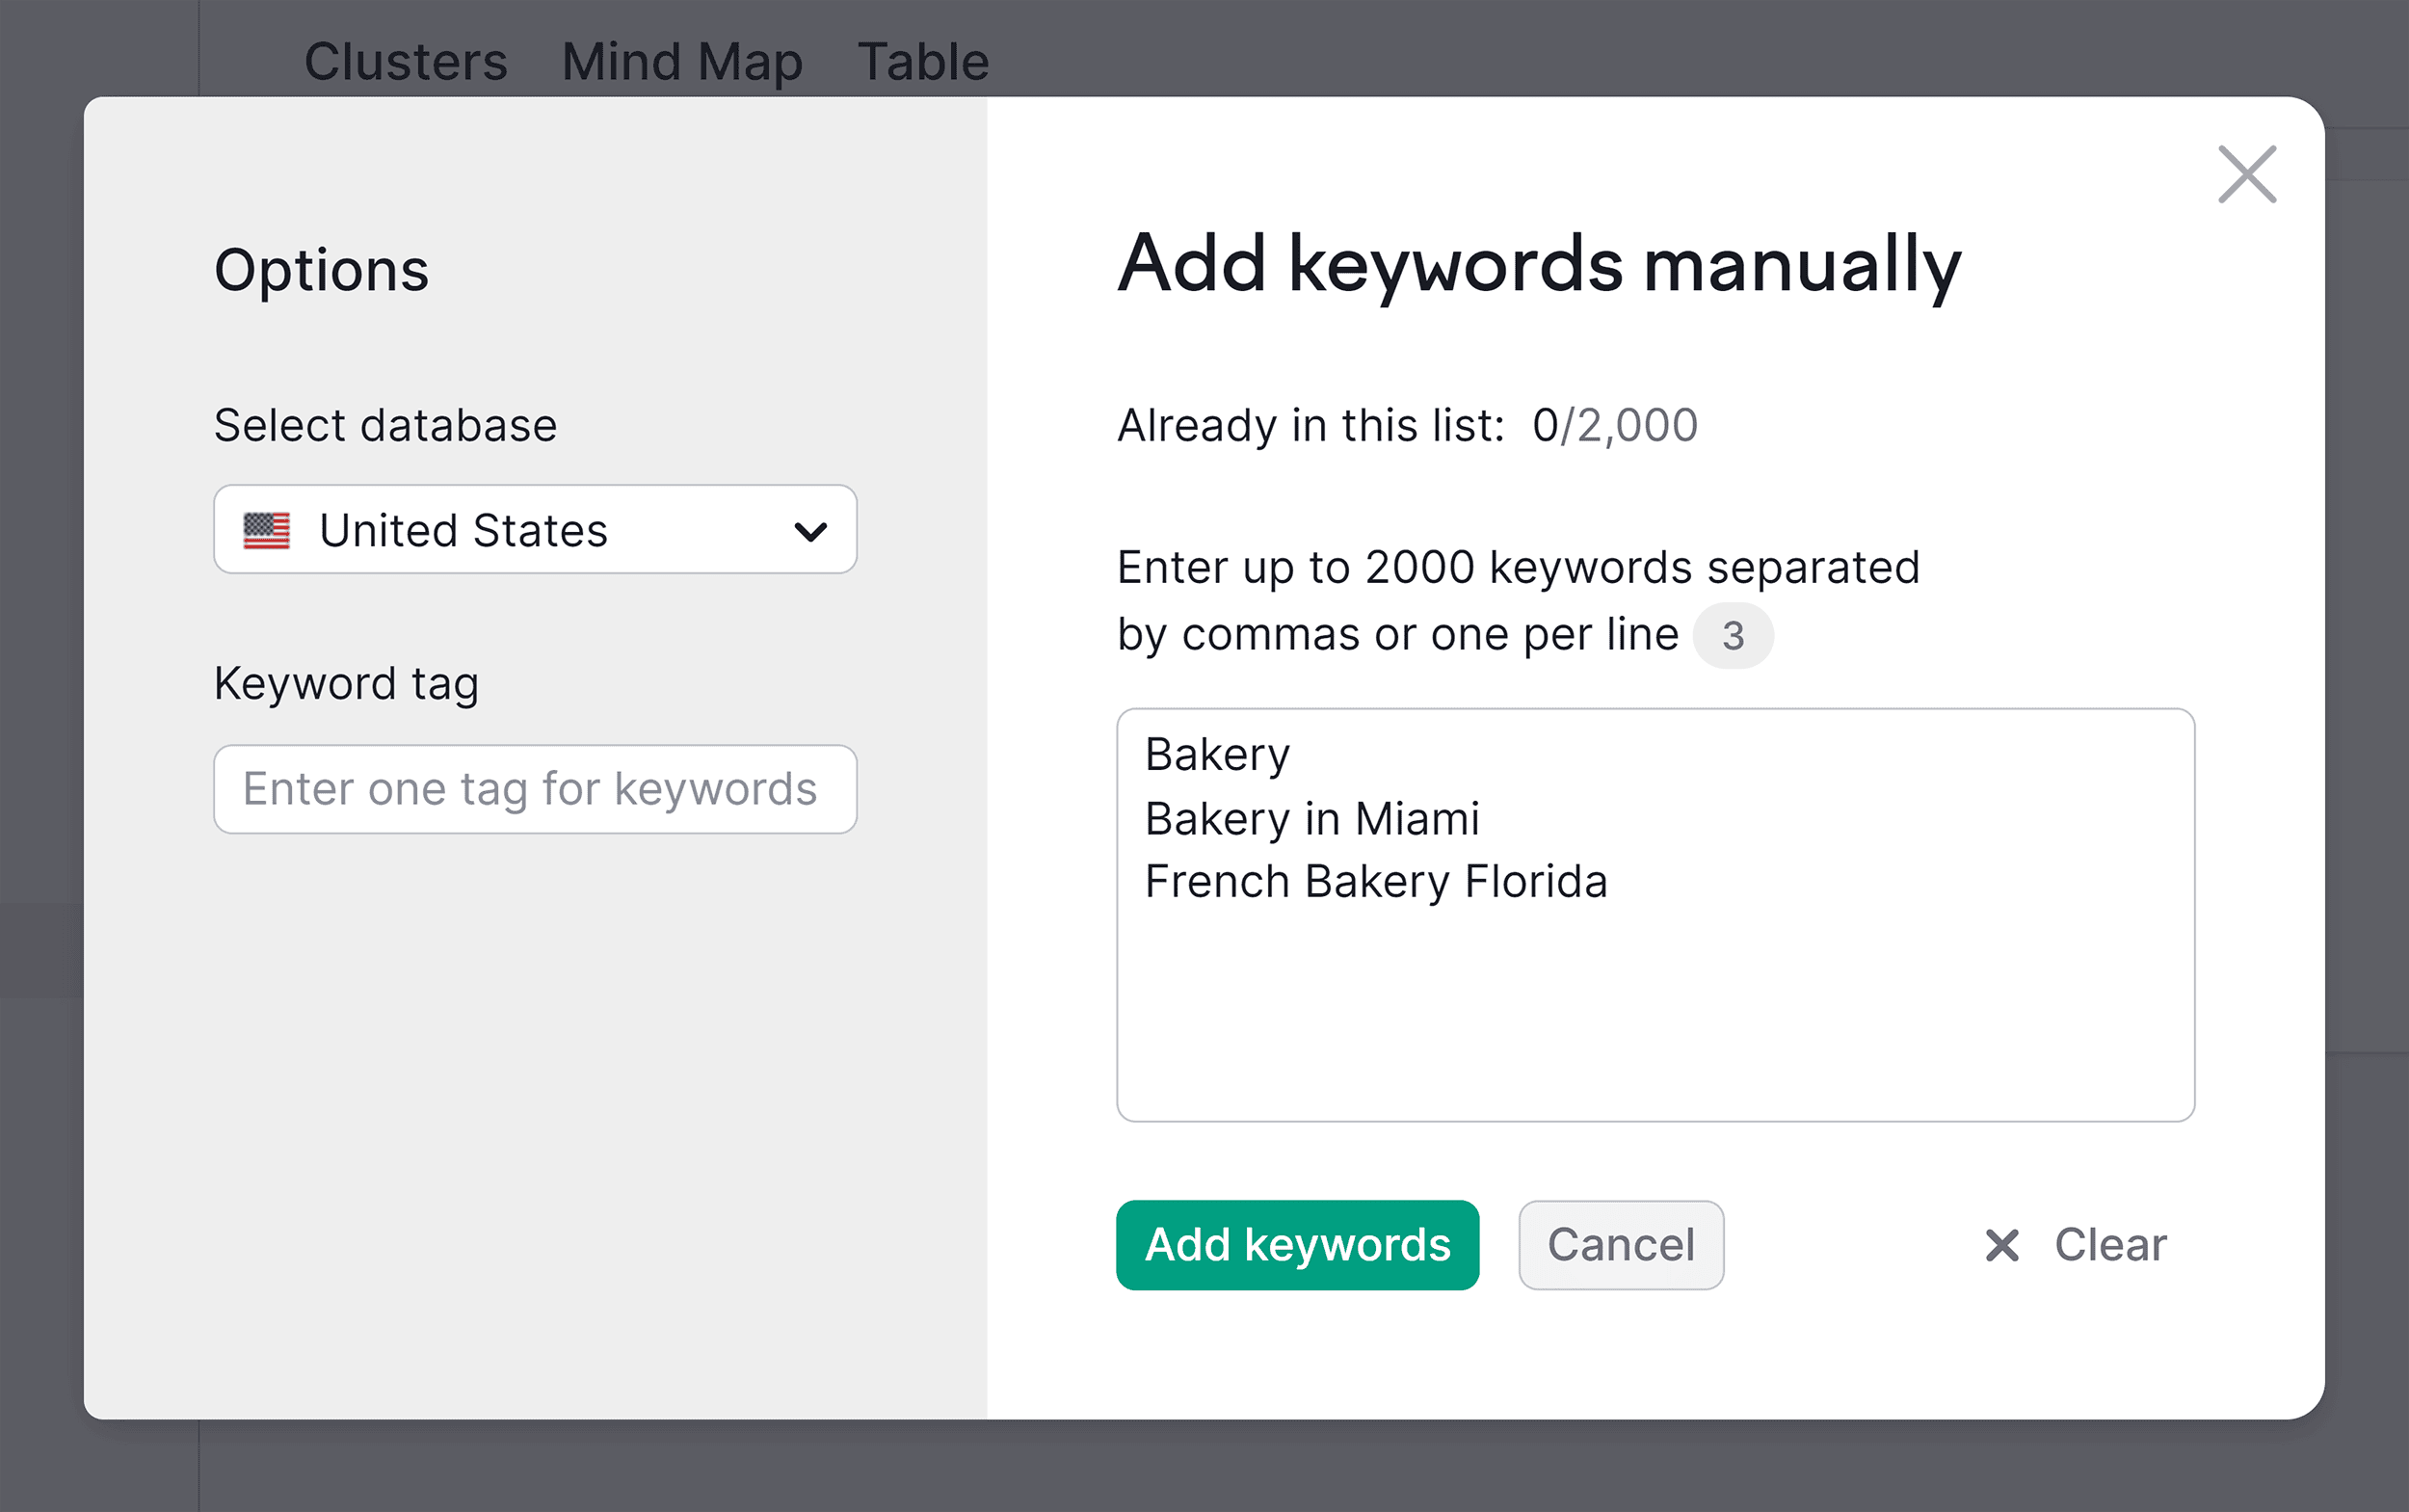 Clusters Mind Map Table
Options
Select database
United States
Keyword tag
Enter one tag for keywords
Add keywords manually
Already in this list: 0/2,000
Enter up to 2000 keywords separated
by commas or one per line 3
Bakery
Bakery in Miami
French Bakery Florida
Add keywords Cancel Clear